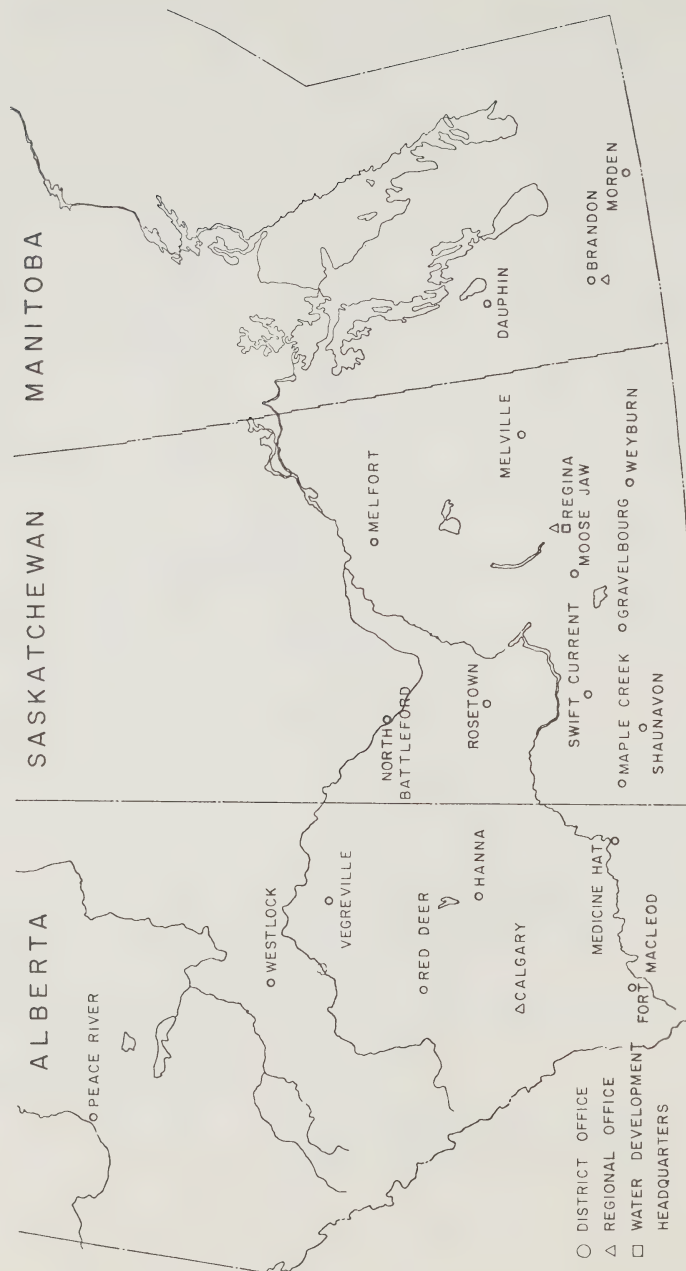 ALBERTA
SASKATCHEWAN
MANITOBA
PEACE RIVER
WESTLOCK
VEGREVILLE
RED DEER
HANNA
CALGARY
MEDICINE HAT
FORT MACLEOD
NORTH
BATTLEFORD
MELFORT
ROSETOWN
MELVILLE
SWIFT CURRENT
REGINA
MOOSE JAW
MAPLE CREEK
GRAVELBOURG
WEYBURN
SHAUNAVON
DAUPHIN
BRANDON
MORDEN
DISTRICT OFFICE
REGIONAL OFFICE
WATER DEVELOPMENT
HEADQUARTERS